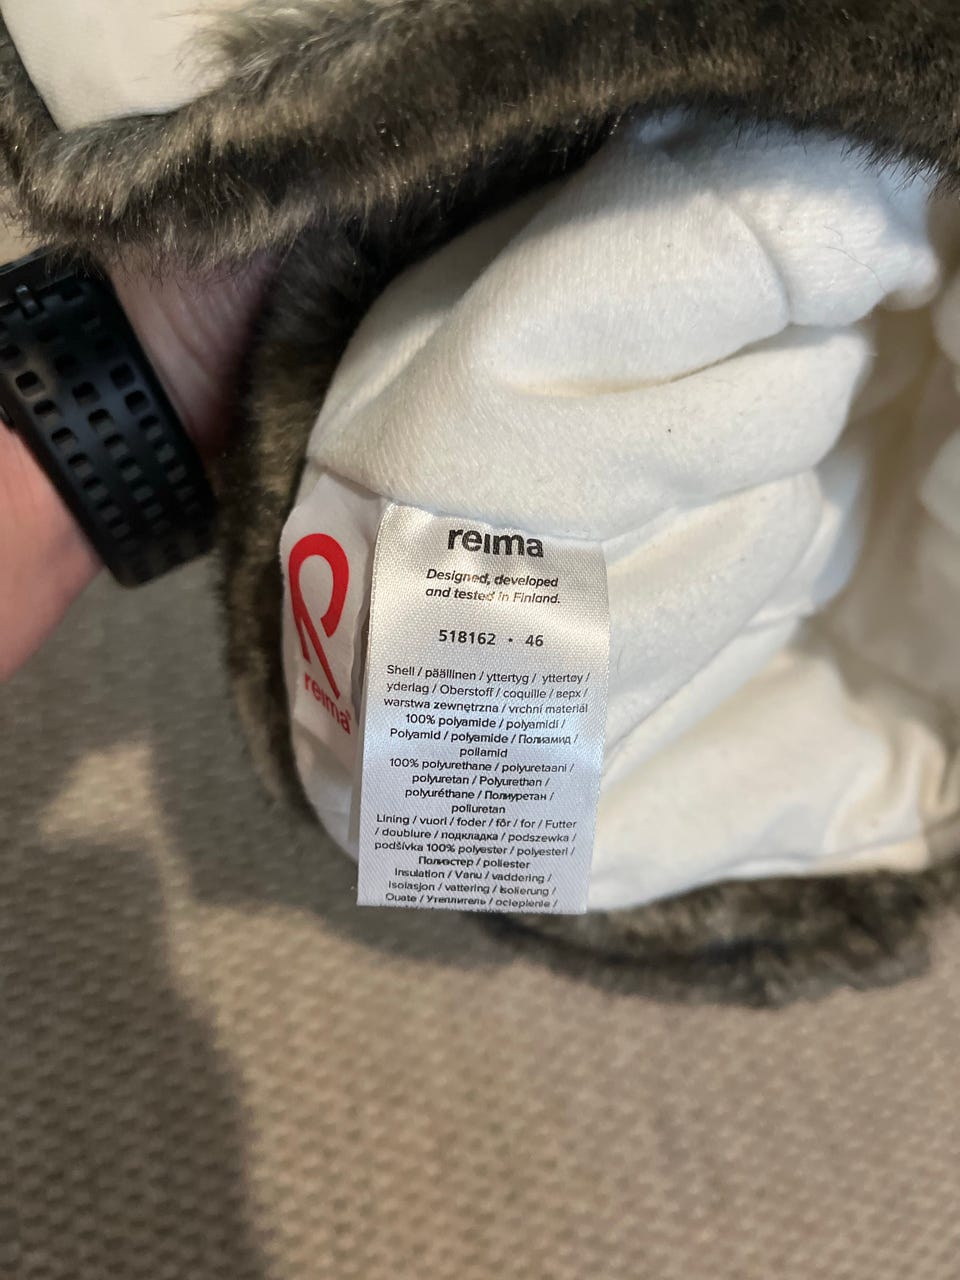 reima
reima
Designed, developed
and tested in Finland.
518162 • 46
Shell / päällinen / yttertyg / yttertøy /
yderlag / Oberstoff / coquille / верх /
warstwa zewnętrzna / vrchní materiál
100% polyamide / polyamidi /
Polyamid / polyamide / Полиамид /
poliamid
100% polyurethane / polyuretaani /
polyuretan / Polyurethan /
polyuréthane / Полиуретан /
poliuretan
Lining / vuori / foder / fôr / for / Futter
/ doublure / подкладка / podszewka /
podšívka 100% polyester / polyesteri /
Полиэстер / poliester
Insulation / Vanu / vaddering /
Isolasjon / vattering / Isolierung /
Ouate / Утеплитель / ocieplenie /